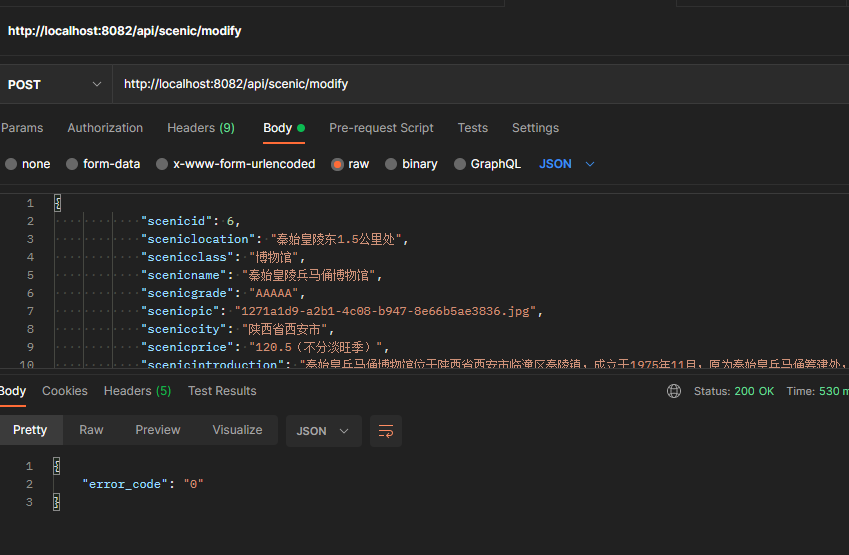 http://localhost:8082/api/scenic/modify
POST http://localhost:8082/api/scenic/modify
Params Authorization Headers (9) Body Pre-request Script Tests Settings
none form-data x-www-form-urlencoded raw binary GraphQL JSON
1 {
2 "scenicid": 6,
3 "sceniclocation": "秦始皇陵东1.5公里处",
4 "scenicclass": "博物馆",
5 "scenicname": "秦始皇陵兵马俑博物馆",
6 "scenicgrade": "AAAAA",
7 "scenicpic": "1271a1d9-a2b1-4c08-b947-8e66b5ae3836.jpg",
8 "sceniccity": "陕西省西安市",
9 "scenicprice": "120.5（不分淡旺季）",
10 "scenicintroduction": "秦始皇兵马俑博物馆位于陕西省西安市临潼区秦陵镇，成立于1975年11月，原为秦始皇兵马俑筹建处，
Body Cookies Headers (5) Test Results Status: 200 OK Time: 530 m
Pretty Raw Preview Visualize JSON
1 {
2 "error_code": "0"
3 }